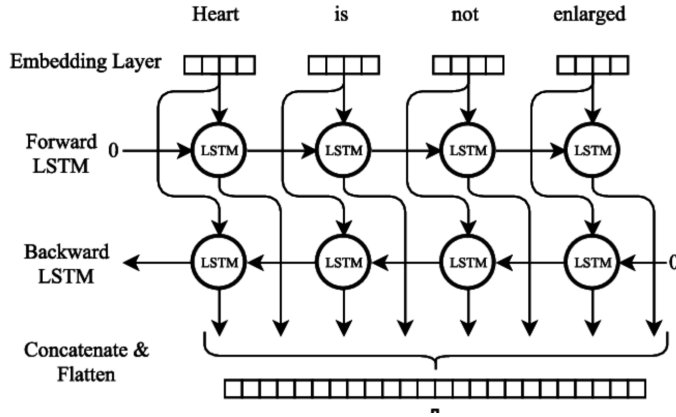 Heart is not enlarged
Embedding Layer
Forward
LSTM
0
LSTM LSTM LSTM LSTM
Backward
LSTM
LSTM LSTM LSTM LSTM
0
Concatenate &
Flatten